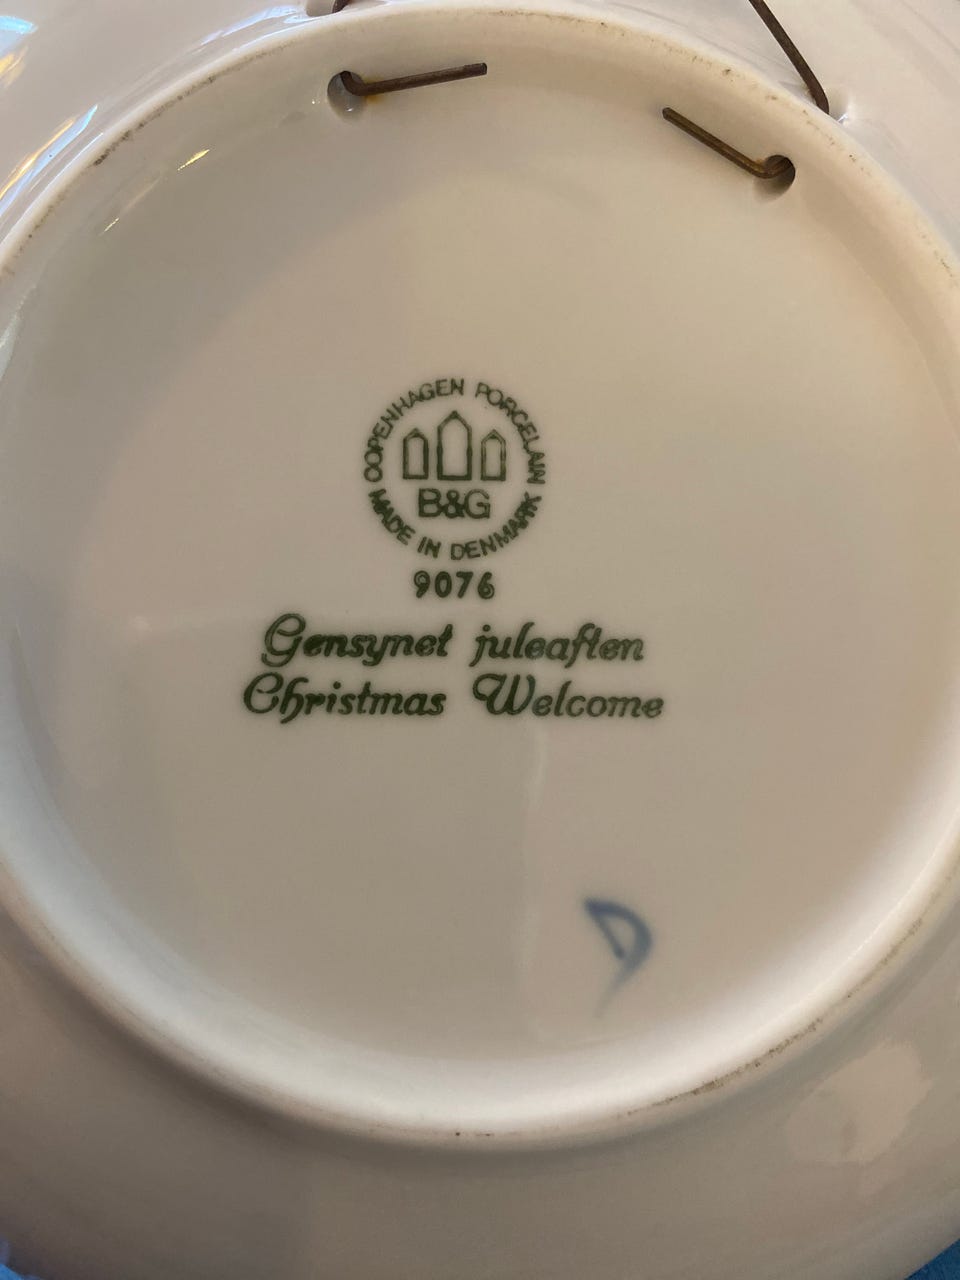 COPENHAGEN PORCELAIN
B&G
MADE IN DENMARK
9076
Gensynet juleaften
Christmas Welcome